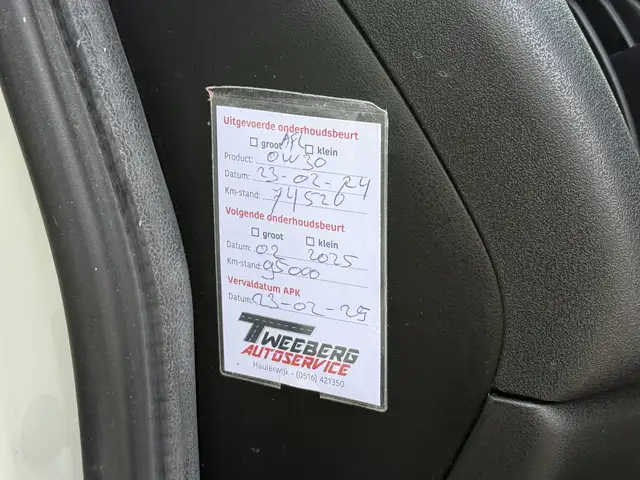 Uitgevoerde onderhoudsbeurt
AFL
groot klein
Product: 0W30
Datum: 23-02-24
Km-stand: 74520
Volgende onderhoudsbeurt
groot klein
Datum: 02 2025
Km-stand: 95000
Vervaldatum APK
Datum: 23-02-25
TWEEBERG
AUTOSERVICE
Haulerwijk - (0516) 421350